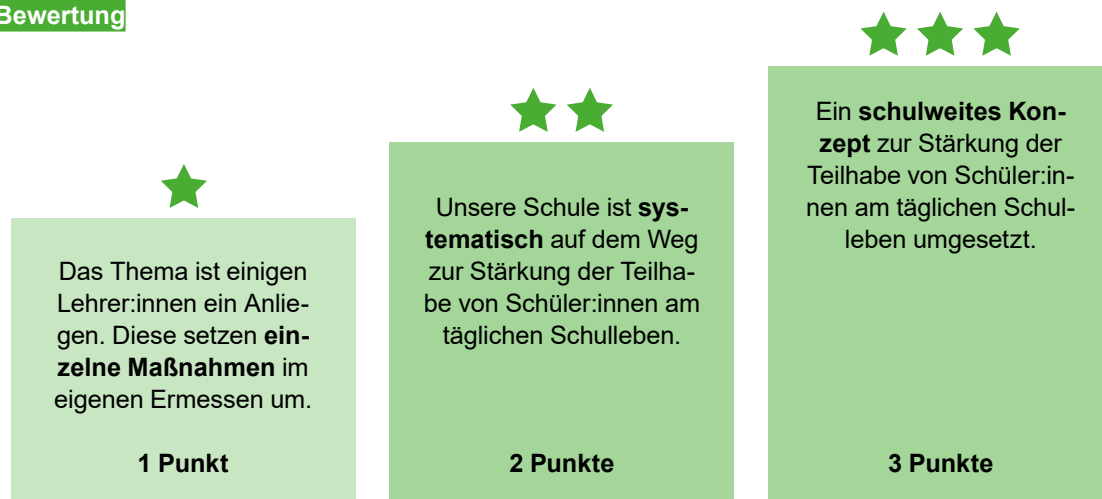 Bewertung
Das Thema ist einigen
Lehrer:innen ein Anlie-
gen. Diese setzen ein-
zelne Maßnahmen im
eigenen Ermessen um.
1 Punkt
Unsere Schule ist sys-
tematisch auf dem Weg
zur Stärkung der Teilha-
be von Schüler:innen am
täglichen Schulleben.
2 Punkte
Ein schulweites Kon-
zept zur Stärkung der
Teilhabe von Schüler:in-
nen am täglichen Schul-
leben umgesetzt.
3 Punkte